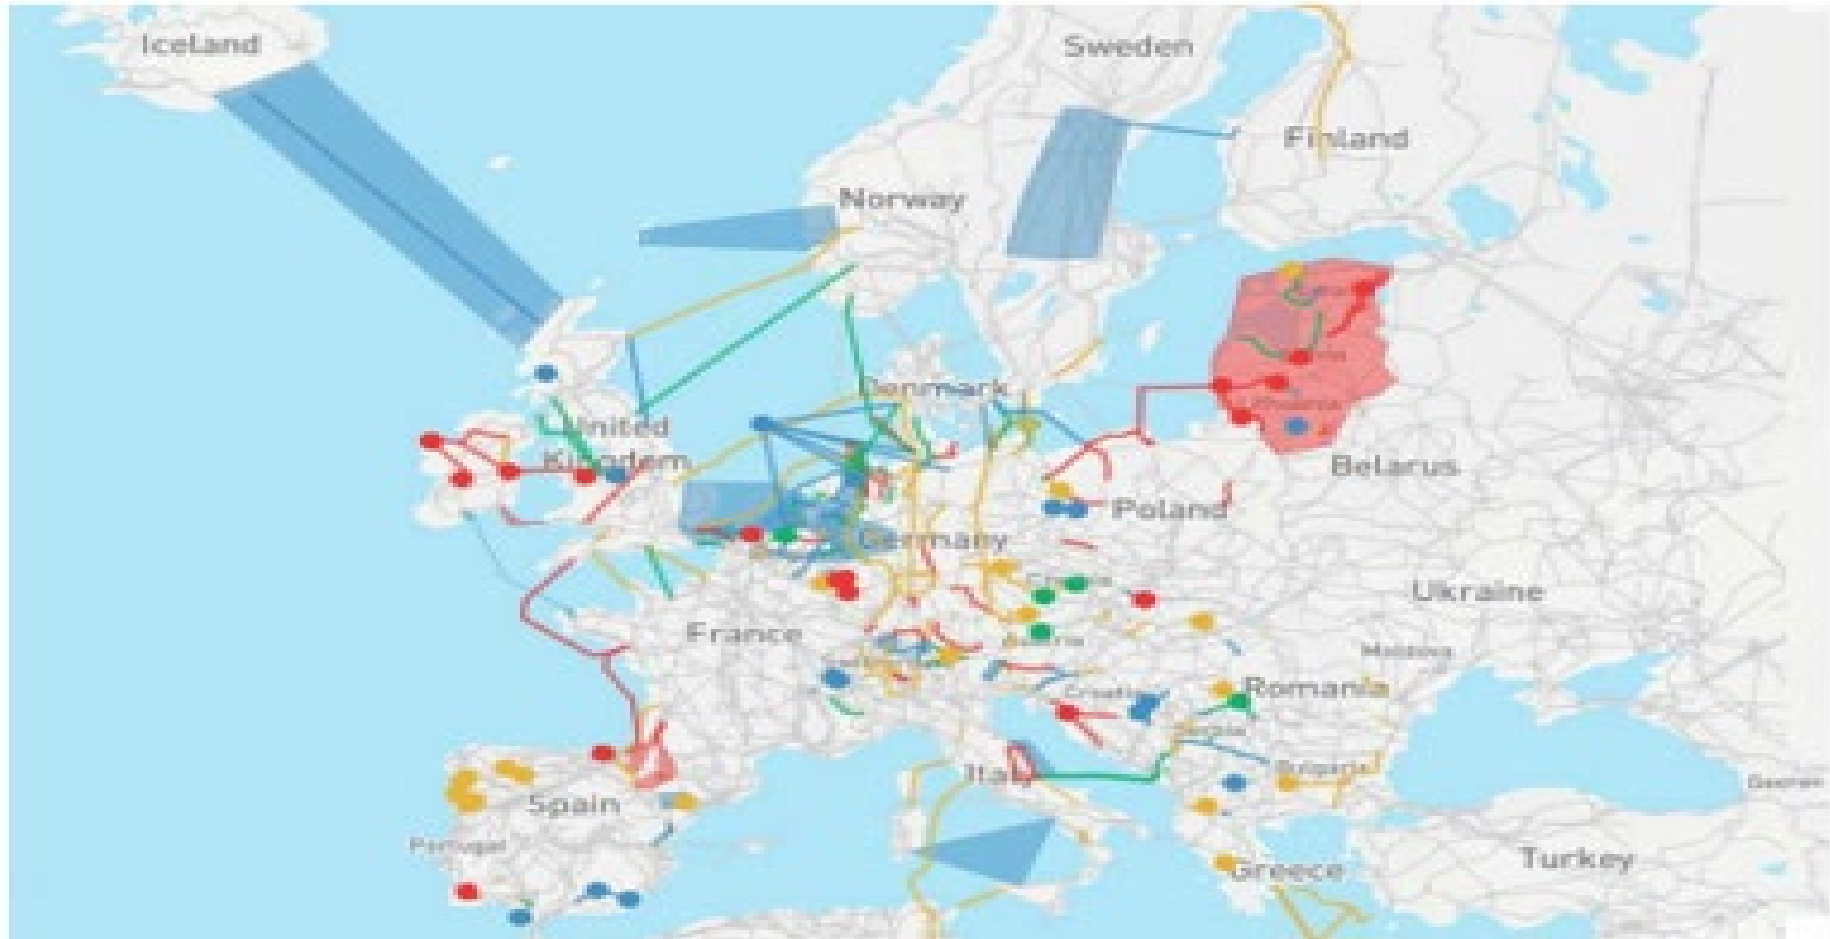 Iceland
Sweden
Finland
Norway
Denmark
United
Kingdom
Belarus
Poland
Germany
Ukraine
France
Moldova
Romania
Croatia
Bulgaria
Italy
Spain
Portugal
Greece
Turkey